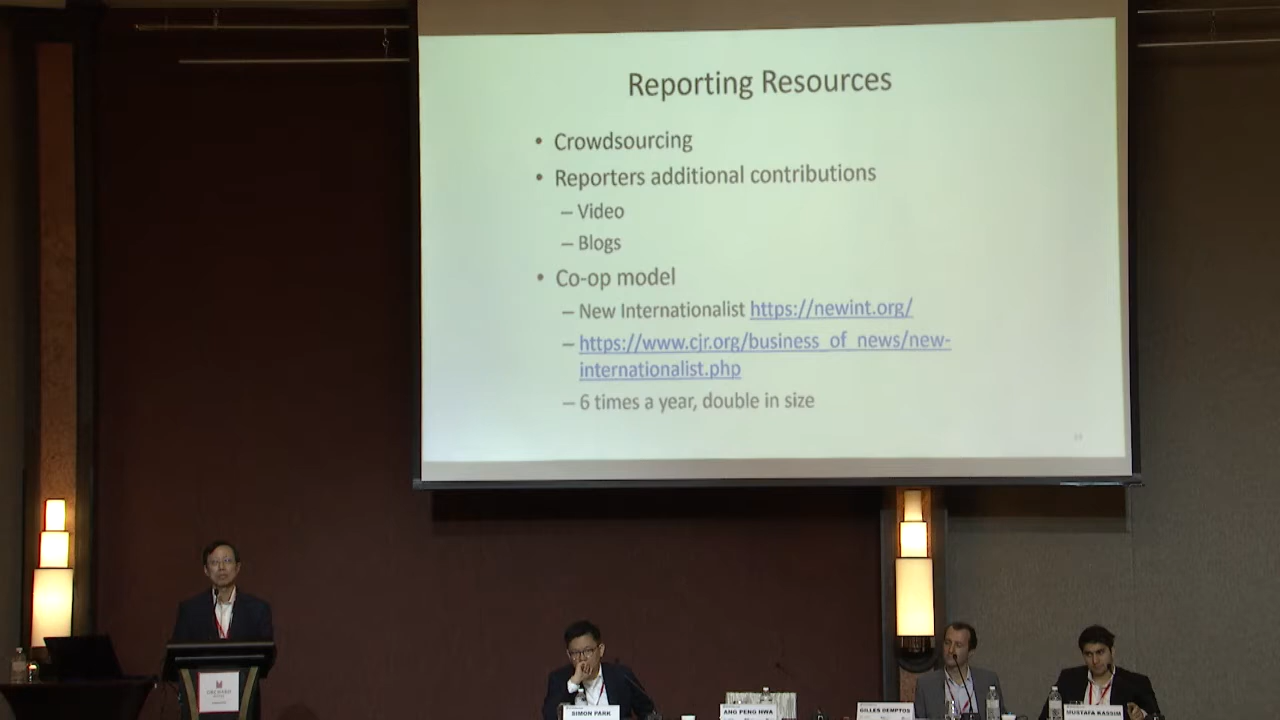 Reporting Resources
• Crowdsourcing
• Reporters additional contributions
– Video
– Blogs
• Co-op model
– New Internationalist https://newint.org/
– https://www.cjr.org/business_of_news/new-
internationalist.php
– 6 times a year, double in size
SIMON PARK
ANG PENG HWA
GILLES DEMPTOS
MUSTAFA KASSIM